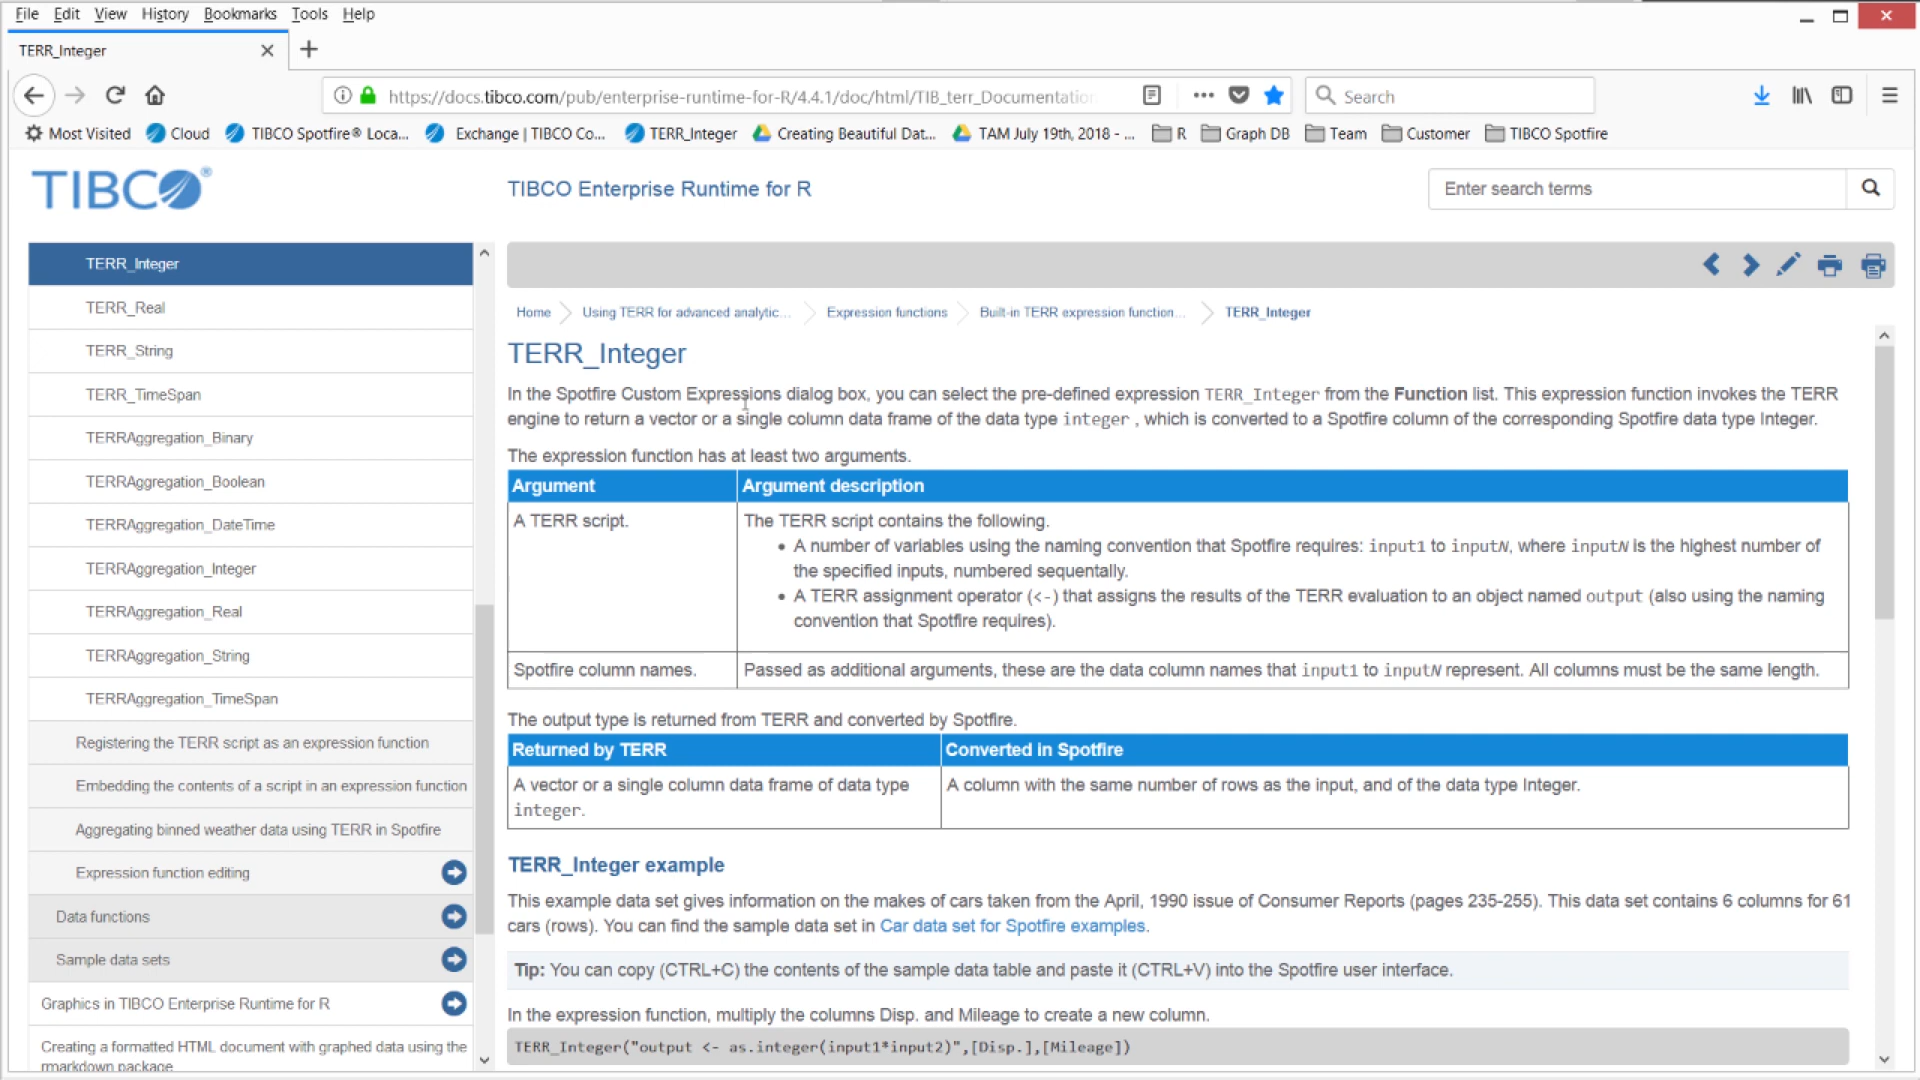 File Edit View History Bookmarks Tools Help
TERR_Integer
https://docs.tibco.com/pub/enterprise-runtime-for-R/4.4.1/doc/html/TIB_terr_Documentatio
Search
Most Visited Cloud TIBCO Spotfire® Loca... Exchange | TIBCO Co... TERR_Integer Creating Beautiful Dat... TAM July 19th, 2018 - ... R Graph DB Team Customer TIBCO Spotfire
TIBCO®
TIBCO Enterprise Runtime for R
Enter search terms
TERR_Integer
TERR_Real
TERR_String
TERR_TimeSpan
TERRAggregation_Binary
TERRAggregation_Boolean
TERRAggregation_DateTime
TERRAggregation_Integer
TERRAggregation_Real
TERRAggregation_String
TERRAggregation_TimeSpan
Registering the TERR script as an expression function
Embedding the contents of a script in an expression function
Aggregating binned weather data using TERR in Spotfire
Expression function editing
Data functions
Sample data sets
Graphics in TIBCO Enterprise Runtime for R
Creating a formatted HTML document with graphed data using the
rmarkdown package
Home Using TERR for advanced analytic... Expression functions Built-in TERR expression function... TERR_Integer
TERR_Integer
In the Spotfire Custom Expressions dialog box, you can select the pre-defined expression TERR_Integer from the Function list. This expression function invokes the TERR
engine to return a vector or a single column data frame of the data type integer , which is converted to a Spotfire column of the corresponding Spotfire data type Integer.
The expression function has at least two arguments.
Argument Argument description
A TERR script. The TERR script contains the following.
• A number of variables using the naming convention that Spotfire requires: input1 to inputN, where inputN is the highest number of
the specified inputs, numbered sequentally.
• A TERR assignment operator (<-) that assigns the results of the TERR evaluation to an object named output (also using the naming
convention that Spotfire requires).
Spotfire column names. Passed as additional arguments, these are the data column names that input1 to inputN represent. All columns must be the same length.
The output type is returned from TERR and converted by Spotfire.
Returned by TERR Converted in Spotfire
A vector or a single column data frame of data type A column with the same number of rows as the input, and of the data type Integer.
integer.
TERR_Integer example
This example data set gives information on the makes of cars taken from the April, 1990 issue of Consumer Reports (pages 235-255). This data set contains 6 columns for 61
cars (rows). You can find the sample data set in Car data set for Spotfire examples.
Tip: You can copy (CTRL+C) the contents of the sample data table and paste it (CTRL+V) into the Spotfire user interface.
In the expression function, multiply the columns Disp. and Mileage to create a new column.
TERR_Integer("output <- as.integer(input1*input2)",[Disp.],[Mileage])